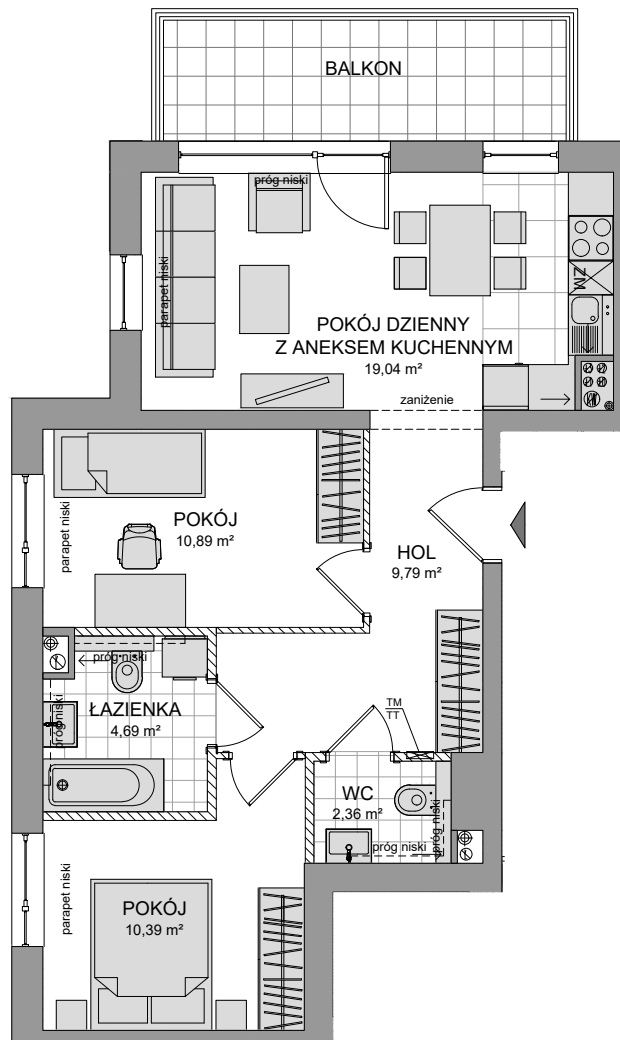 BALKON
próg niski
parapet niski
ZM
POKÓJ DZIENNY
Z ANEKSEM KUCHENNYM
19,04 m²
zaniżenie
POKÓJ
10,89 m²
parapet niski
HOL
9,79 m²
próg niski
próg niski
ŁAZIENKA
4,69 m²
TM
TT
WC
2,36 m²
próg niski
próg niski
parapet niski
POKÓJ
10,39 m²